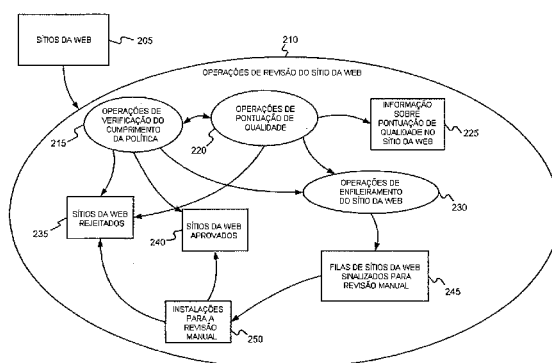 210
SÍTIOS DA WEB
205
OPERAÇÕES DE REVISÃO DO SÍTIO DA WEB
OPERAÇÕES DE
VERIFICAÇÃO DO
CUMPRIMENTO
DA POLÍTICA
215
OPERAÇÕES DE
PONTUAÇÃO DE
QUALIDADE
220
INFORMAÇÃO
SOBRE
PONTUAÇÃO DE
QUALIDADE NO
SÍTIO DA WEB
225
OPERAÇÕES DE
ENFILEIRAMENTO
DO SÍTIO DA WEB
230
235
SÍTIOS DA WEB
REJEITADOS
240
SÍTIOS DA WEB
APROVADOS
FILAS DE SÍTIOS DA WEB
SINALIZADOS PARA
REVISÃO MANUAL
245
INSTALAÇÕES
PARA A
REVISÃO
MANUAL
250